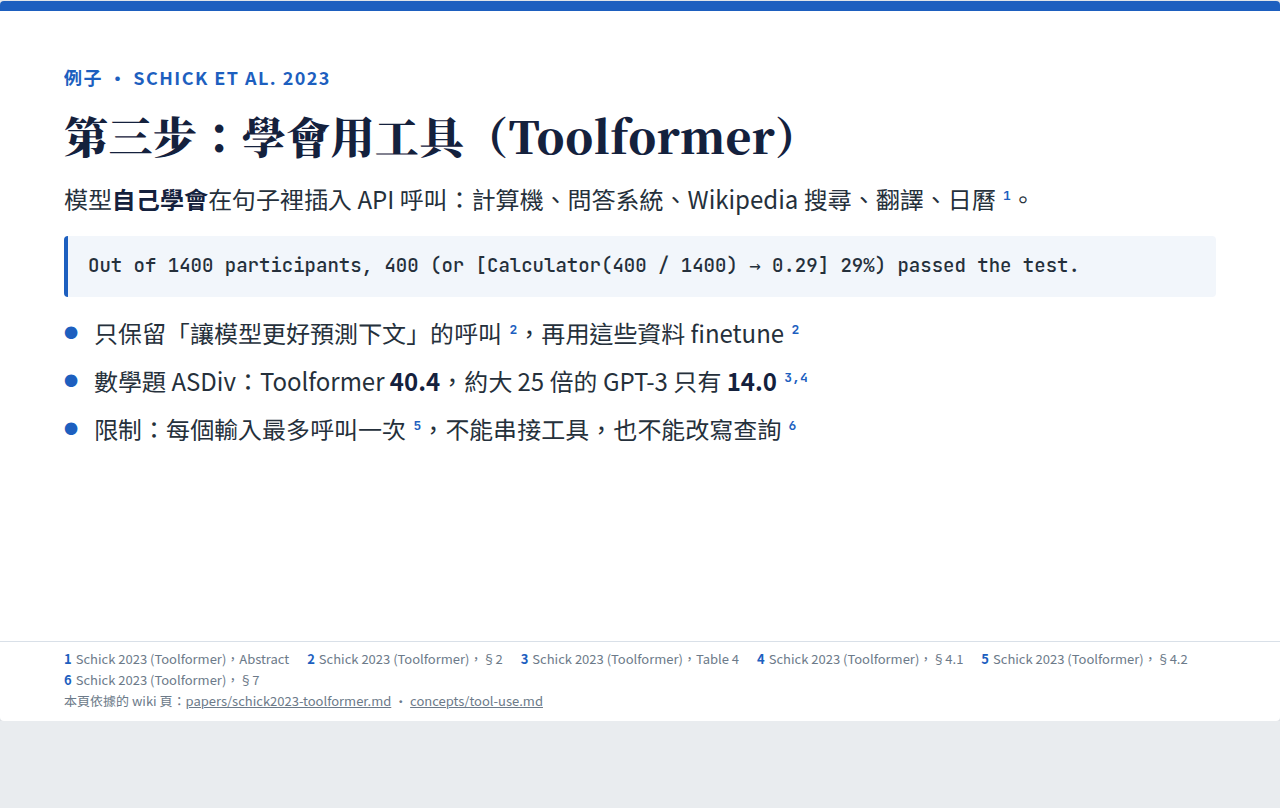 例子 · SCHICK ET AL. 2023
第三步：學會用工具（Toolformer）
模型自己學會在句子裡插入 API 呼叫：計算機、問答系統、Wikipedia 搜尋、翻譯、日曆 1。
Out of 1400 participants, 400 (or [Calculator(400 / 1400) → 0.29] 29%) passed the test.
● 只保留「讓模型更好預測下文」的呼叫 2，再用這些資料 finetune 2
● 數學題 ASDiv：Toolformer 40.4，約大 25 倍的 GPT-3 只有 14.0 3,4
● 限制：每個輸入最多呼叫一次 5，不能串接工具，也不能改寫查詢 6
1 Schick 2023 (Toolformer)，Abstract 2 Schick 2023 (Toolformer)，§2 3 Schick 2023 (Toolformer)，Table 4 4 Schick 2023 (Toolformer)，§4.1 5 Schick 2023 (Toolformer)，§4.2
6 Schick 2023 (Toolformer)，§7
本頁依據的 wiki 頁：papers/schick2023-toolformer.md · concepts/tool-use.md